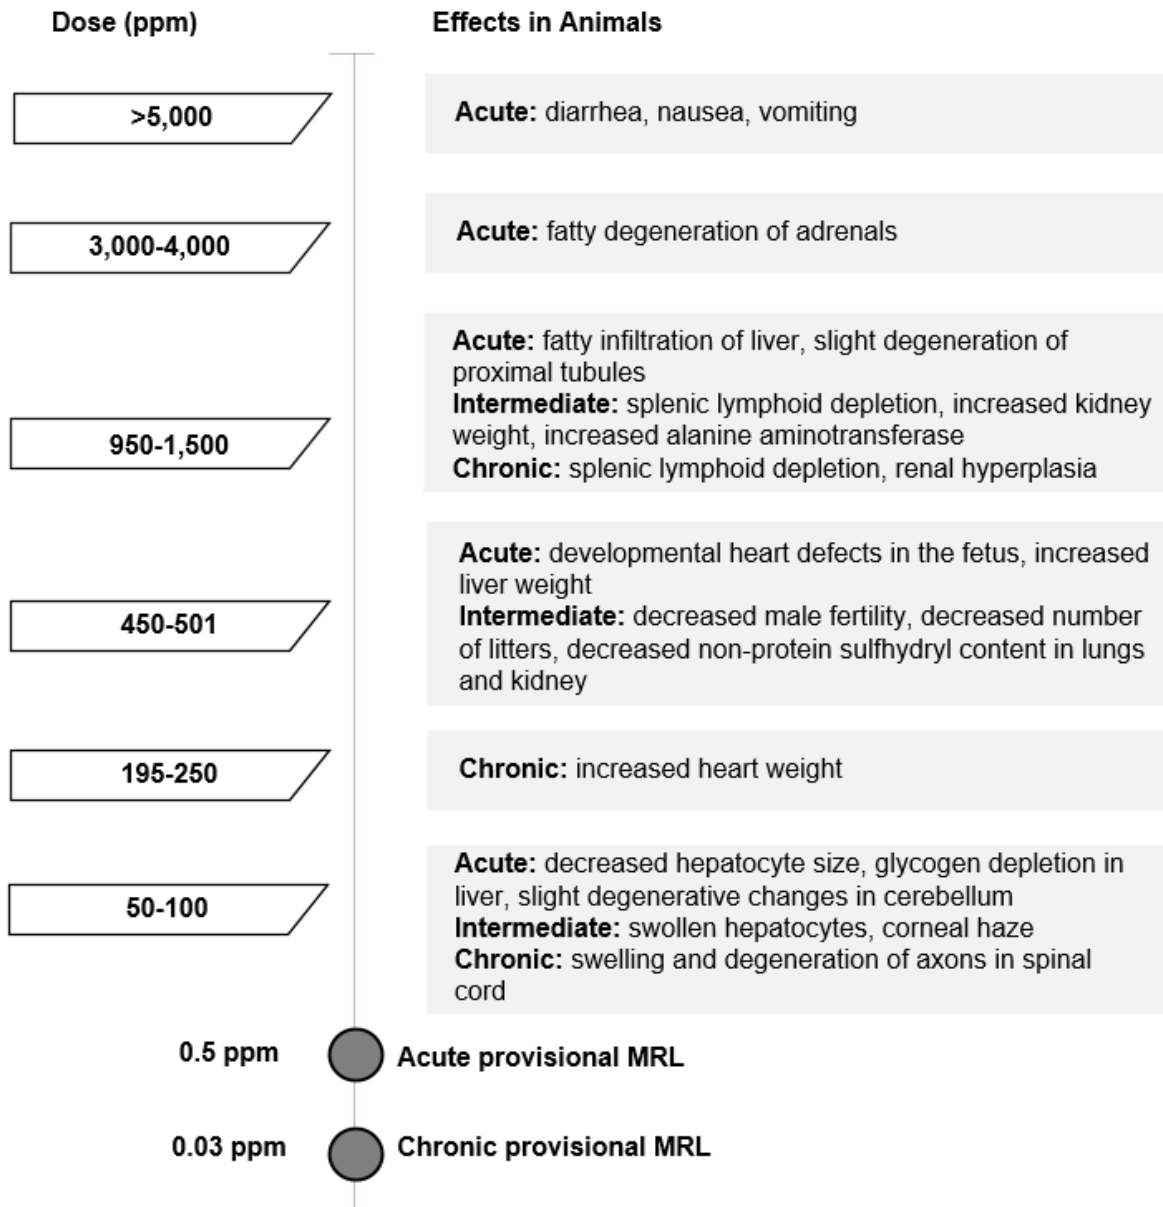 Dose (ppm)
Effects in Animals
>5,000
Acute: diarrhea, nausea, vomiting
3,000-4,000
Acute: fatty degeneration of adrenals
950-1,500
Acute: fatty infiltration of liver, slight degeneration of
proximal tubules
Intermediate: splenic lymphoid depletion, increased kidney
weight, increased alanine aminotransferase
Chronic: splenic lymphoid depletion, renal hyperplasia
450-501
Acute: developmental heart defects in the fetus, increased
liver weight
Intermediate: decreased male fertility, decreased number
of litters, decreased non-protein sulfhydryl content in lungs
and kidney
195-250
Chronic: increased heart weight
50-100
Acute: decreased hepatocyte size, glycogen depletion in
liver, slight degenerative changes in cerebellum
Intermediate: swollen hepatocytes, corneal haze
Chronic: swelling and degeneration of axons in spinal
cord
0.5 ppm
Acute provisional MRL
0.03 ppm
Chronic provisional MRL